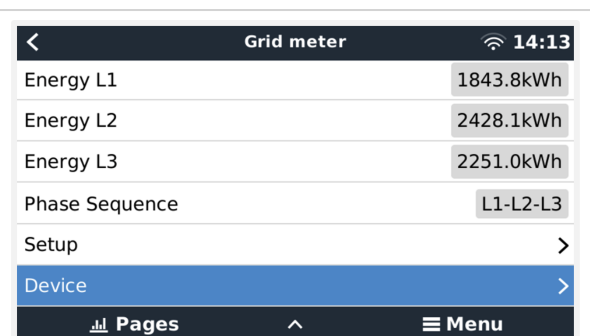 Grid meter 14:13
Energy L1 1843.8kWh
Energy L2 2428.1kWh
Energy L3 2251.0kWh
Phase Sequence L1-L2-L3
Setup
Device
Pages Menu